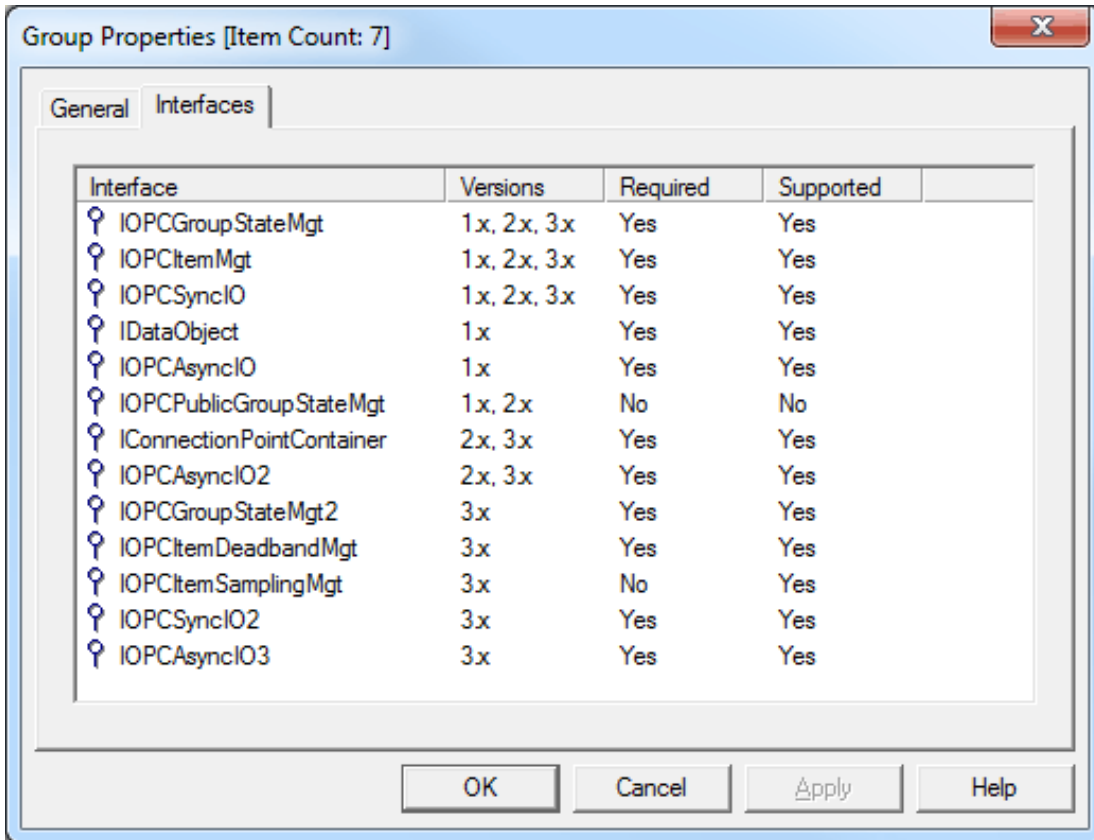 Group Properties [Item Count: 7]
x
General Interfaces
Interface Versions Required Supported
IOPCGroupStateMgt 1.x, 2.x, 3.x Yes Yes
IOPCItemMgt 1.x, 2.x, 3.x Yes Yes
IOPCSyncIO 1.x, 2.x, 3.x Yes Yes
IDataObject 1.x Yes Yes
IOPCAsyncIO 1.x Yes Yes
IOPCPublicGroupStateMgt 1.x, 2.x No No
IConnectionPointContainer 2.x, 3.x Yes Yes
IOPCAsyncIO2 2.x, 3.x Yes Yes
IOPCGroupStateMgt2 3.x Yes Yes
IOPCItemDeadbandMgt 3.x Yes Yes
IOPCItemSamplingMgt 3.x No Yes
IOPCSyncIO2 3.x Yes Yes
IOPCAsyncIO3 3.x Yes Yes
OK Cancel Apply Help